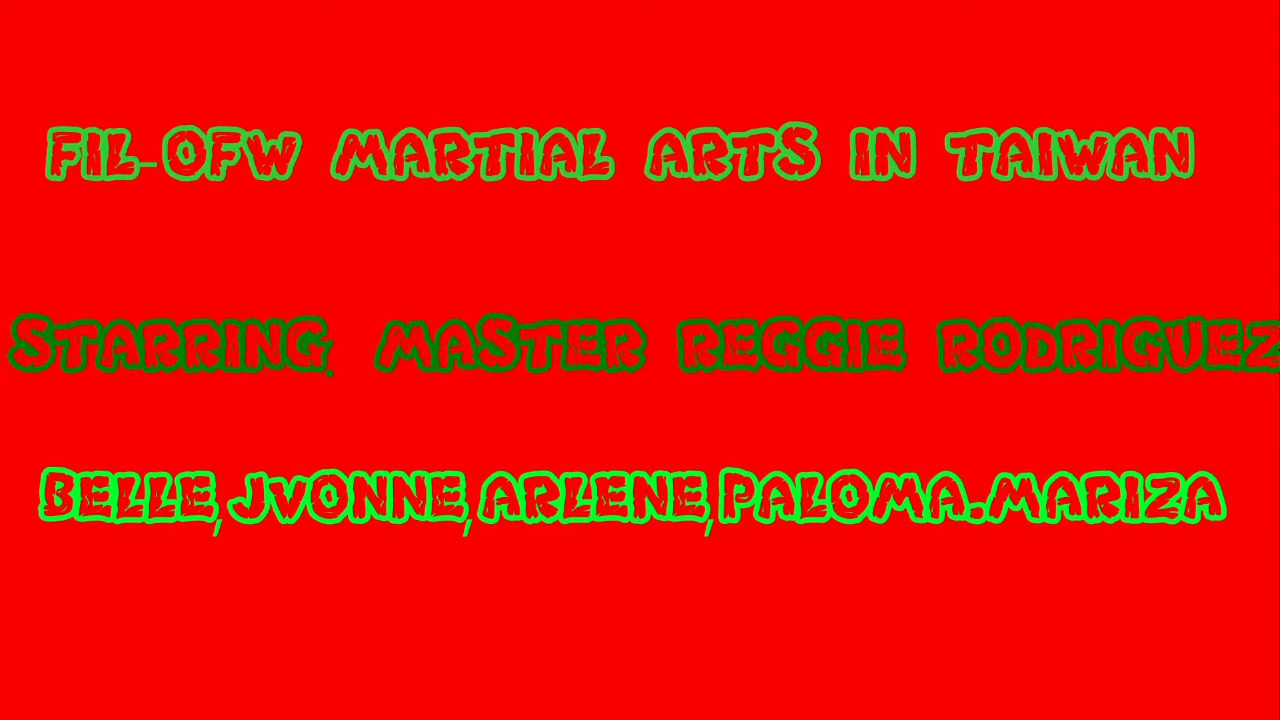 FIL-OFW MARTIAL ARTS IN TAIWAN
STARRING, MASTER REGGIE RODRIGUEZ
BELLE,JVONNE,ARLENE,PALOMA.MARIZA